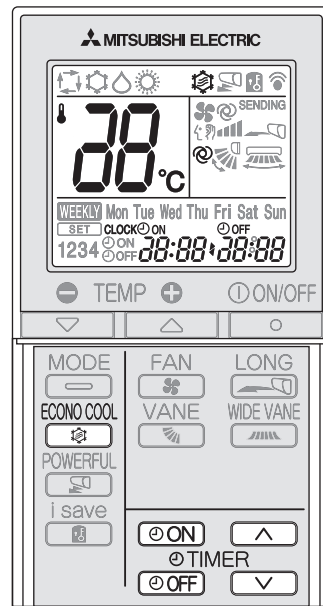 MITSUBISHI ELECTRIC
SENDING
88°C
WEEKLY Mon Tue Wed Thu Fri Sat Sun
SET CLOCK ON OFF
1234 ON OFF 88:88 88:88
TEMP ON/OFF
MODE FAN LONG
ECONO COOL VANE WIDE VANE
POWERFUL
i save
ON
TIMER
OFF